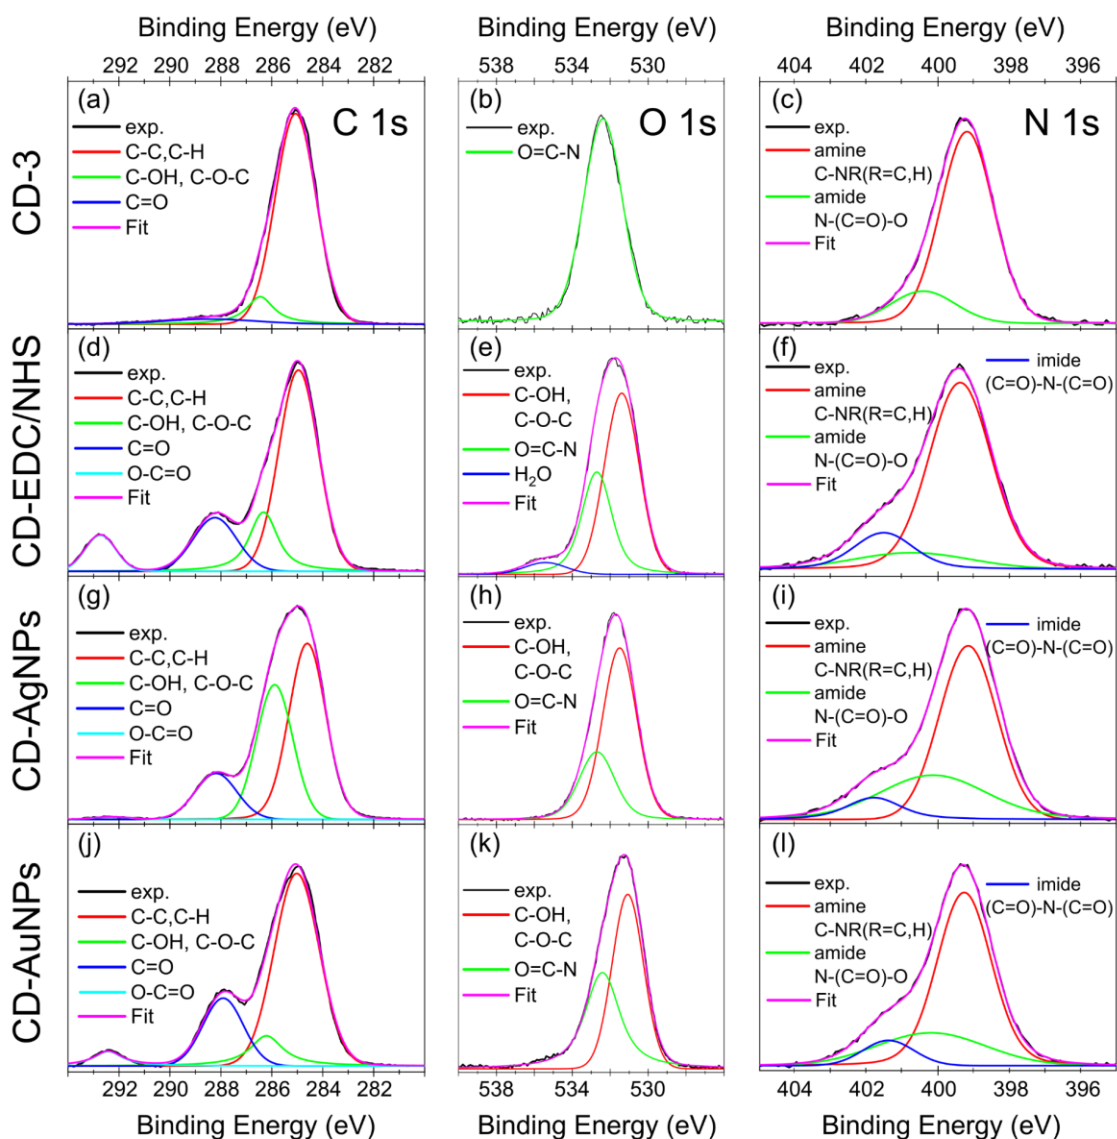 Binding Energy (eV) Binding Energy (eV) Binding Energy (eV)
292 290 288 286 284 282 538 534 530 526 404 402 400 398 396
CD-3
(a)
C 1s
exp.
C-C,C-H
C-OH, C-O-C
C=O
Fit
(b)
O 1s
exp.
O=C-N
(c)
N 1s
exp.
amine
C-NR(R=C,H)
amide
N-(C=O)-O
Fit
CD-EDC/NHS
(d)
exp.
C-C,C-H
C-OH, C-O-C
C=O
O-C=O
Fit
(e)
exp.
C-OH,
C-O-C
O=C-N
H₂O
Fit
(f)
exp.
amine
C-NR(R=C,H)
amide
N-(C=O)-O
Fit
imide
(C=O)-N-(C=O)
CD-AgNPs
(g)
exp.
C-C,C-H
C-OH, C-O-C
C=O
O-C=O
Fit
(h)
exp.
C-OH,
C-O-C
O=C-N
Fit
(i)
exp.
amine
C-NR(R=C,H)
amide
N-(C=O)-O
Fit
imide
(C=O)-N-(C=O)
CD-AuNPs
(j)
exp.
C-C,C-H
C-OH, C-O-C
C=O
O-C=O
Fit
(k)
exp.
C-OH,
C-O-C
O=C-N
Fit
(l)
exp.
amine
C-NR(R=C,H)
amide
N-(C=O)-O
Fit
imide
(C=O)-N-(C=O)
292 290 288 286 284 282 538 534 530 404 402 400 398 396
Binding Energy (eV) Binding Energy (eV) Binding Energy (eV)